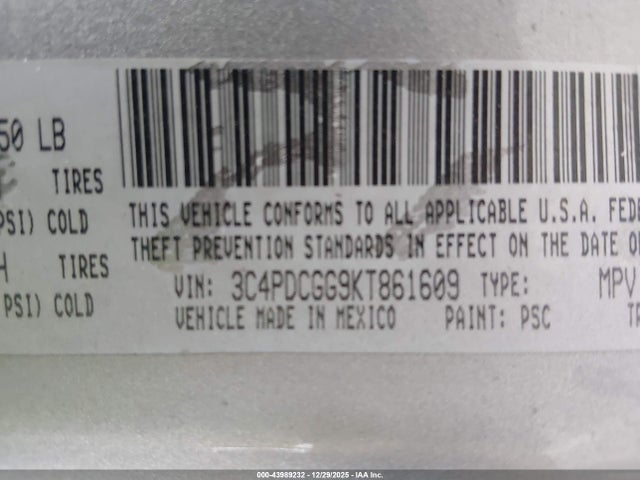 50 LB
TIRES
PSI) COLD
TIRES
PSI) COLD
THIS VEHICLE CONFORMS TO ALL APPLICABLE U.S.A. FEDE
THEFT PREVENTION STANDARDS IN EFFECT ON THE DATE O
VIN: 3C4PDCGG9KT861609 TYPE: MPV
VEHICLE MADE IN MEXICO PAINT: PSC TR
000-43989232 - 12/29/2025 - IAA Inc.